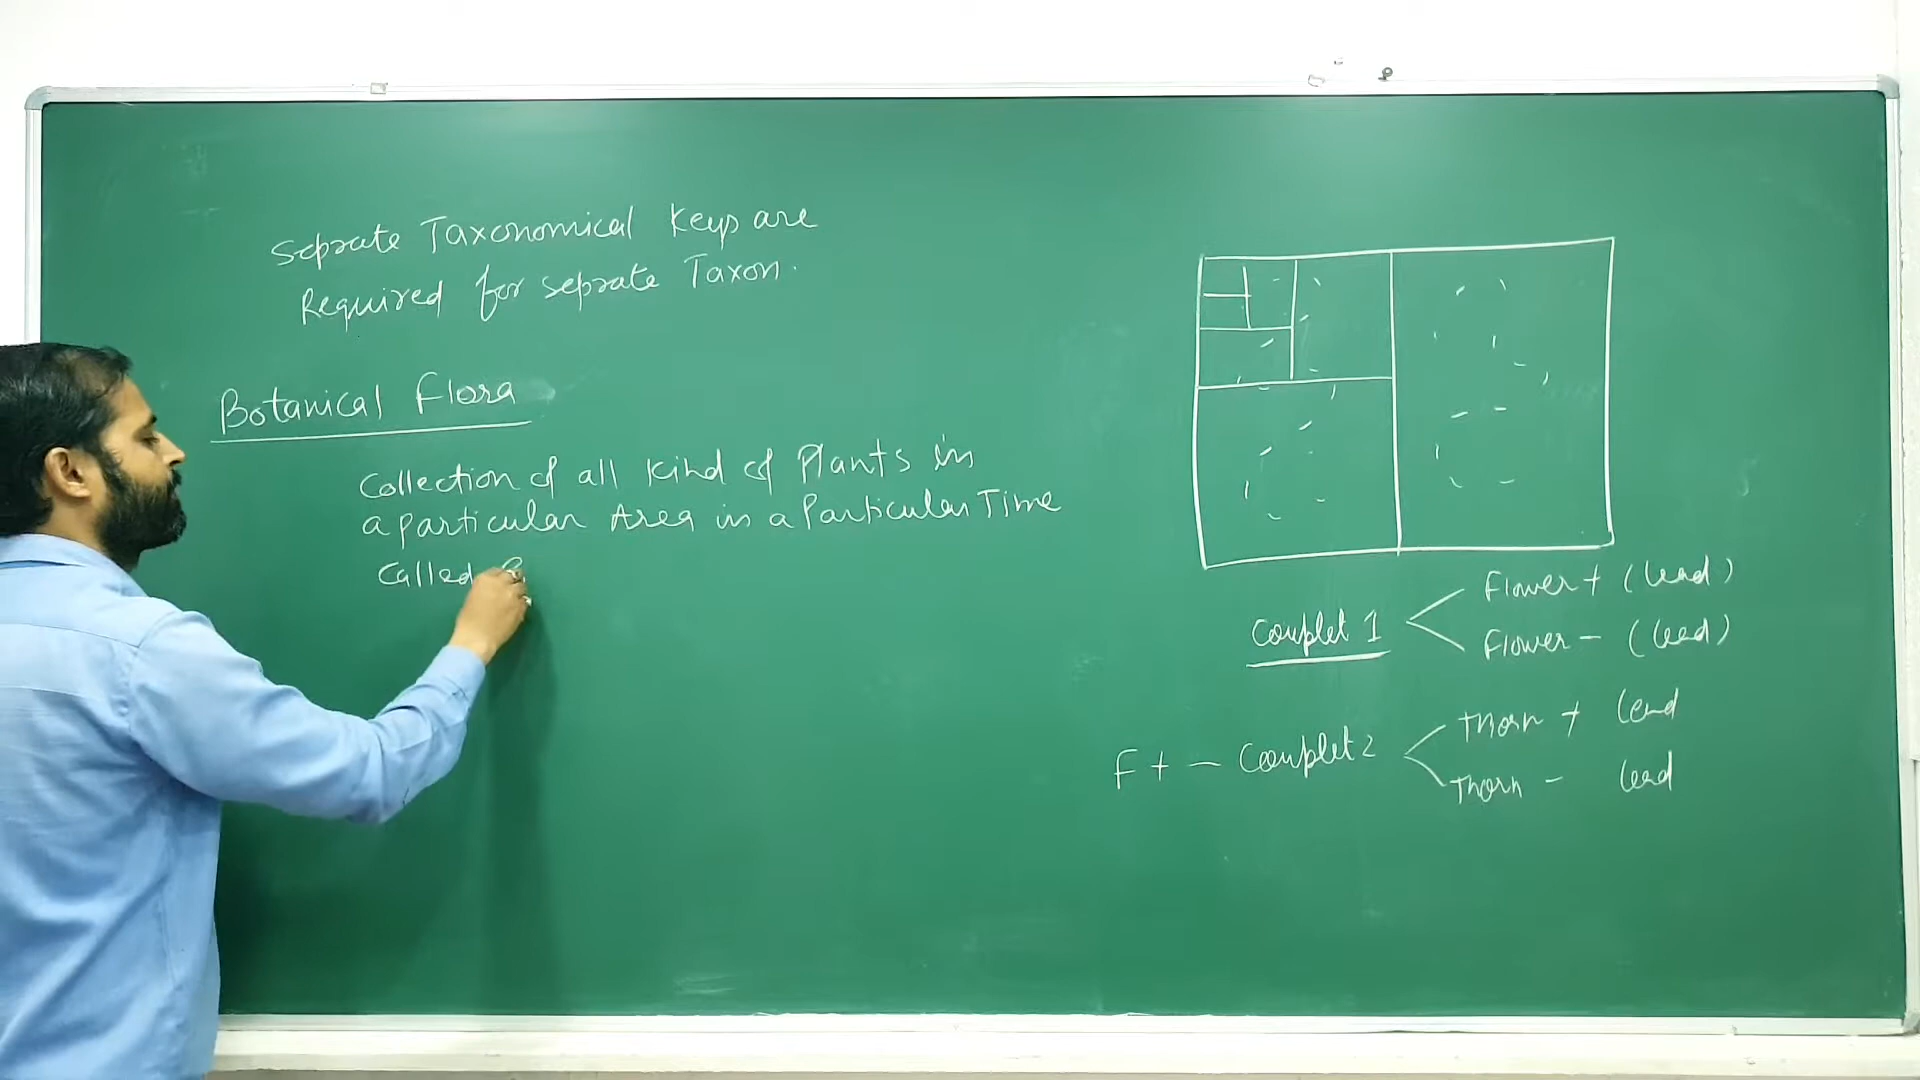 Seprate Taxonomical Keys are
Required for seprate Taxon.
Botanical Flora
Collection of all kind of Plants in
a particular Area in a Particular Time
Called
Couplet 1
Flower + (lead)
Flower - (lead)
F + - Couplet 2
Thorn + lead
Thorn - lead